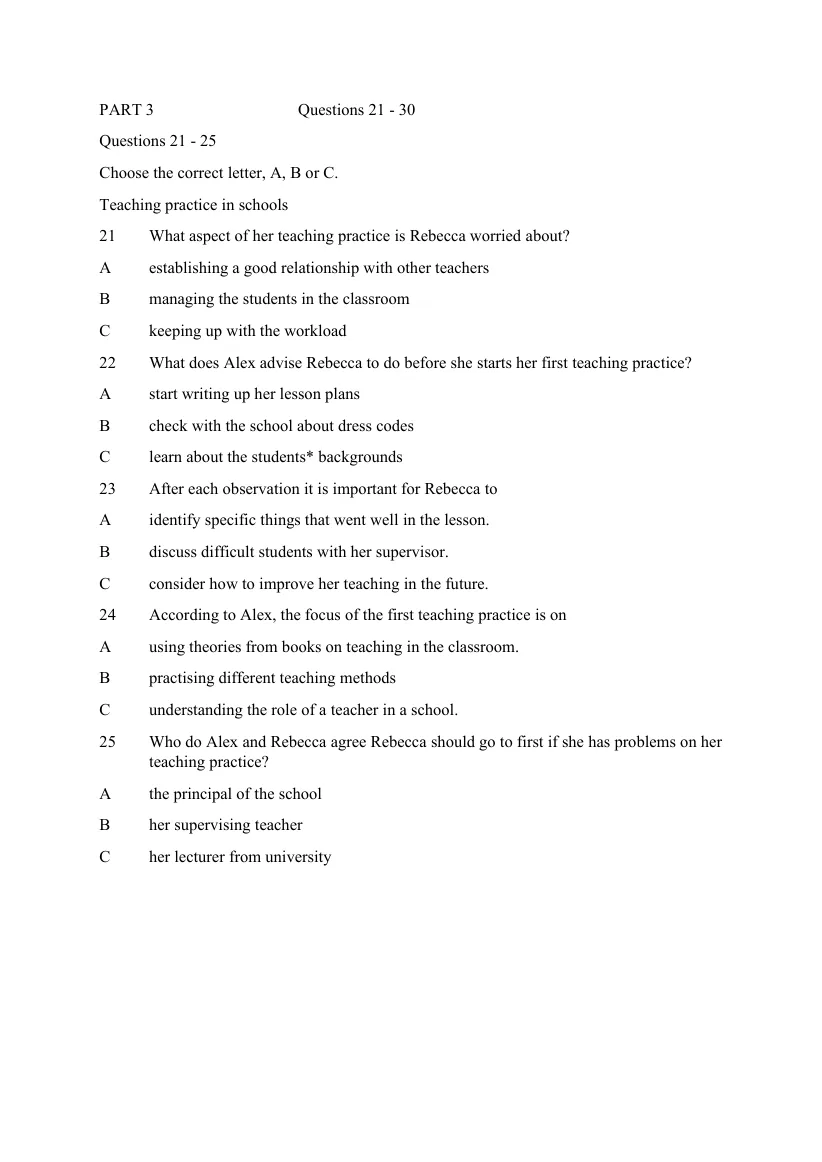 PART 3 Questions 21 - 30
Questions 21 - 25
Choose the correct letter, A, B or C.
Teaching practice in schools
21 What aspect of her teaching practice is Rebecca worried about?
A establishing a good relationship with other teachers
B managing the students in the classroom
C keeping up with the workload
22 What does Alex advise Rebecca to do before she starts her first teaching practice?
A start writing up her lesson plans
B check with the school about dress codes
C learn about the students* backgrounds
23 After each observation it is important for Rebecca to
A identify specific things that went well in the lesson.
B discuss difficult students with her supervisor.
C consider how to improve her teaching in the future.
24 According to Alex, the focus of the first teaching practice is on
A using theories from books on teaching in the classroom.
B practising different teaching methods
C understanding the role of a teacher in a school.
25 Who do Alex and Rebecca agree Rebecca should go to first if she has problems on her
teaching practice?
A the principal of the school
B her supervising teacher
C her lecturer from university